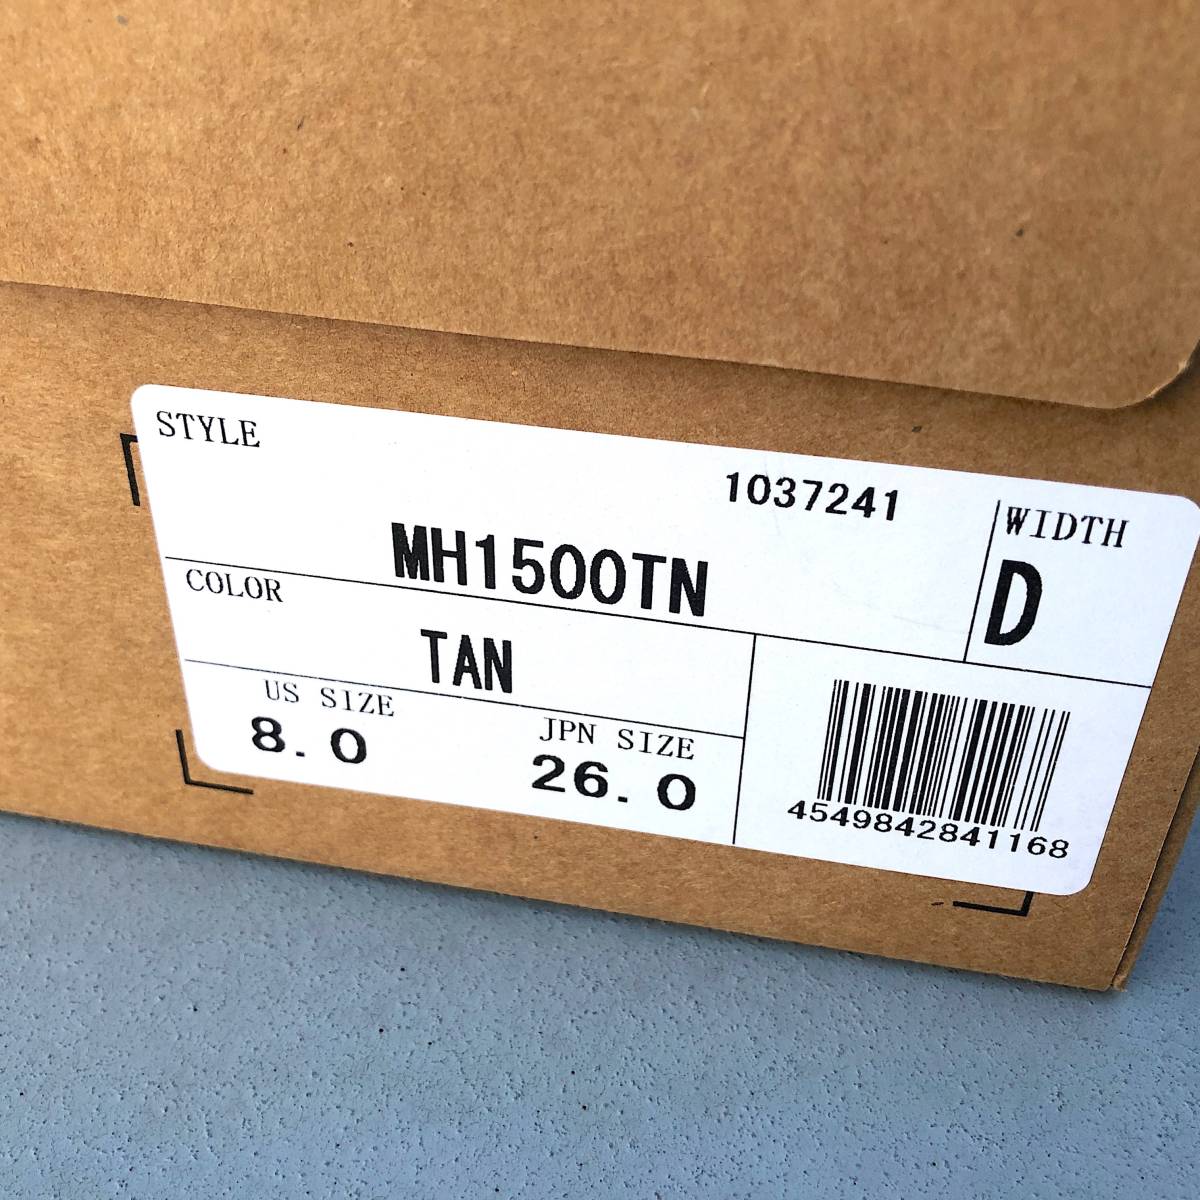 STYLE
1037241
MH1500TN
WIDTH
D
COLOR
TAN
US SIZE
8.0
JPN SIZE
26.0
4549842841168